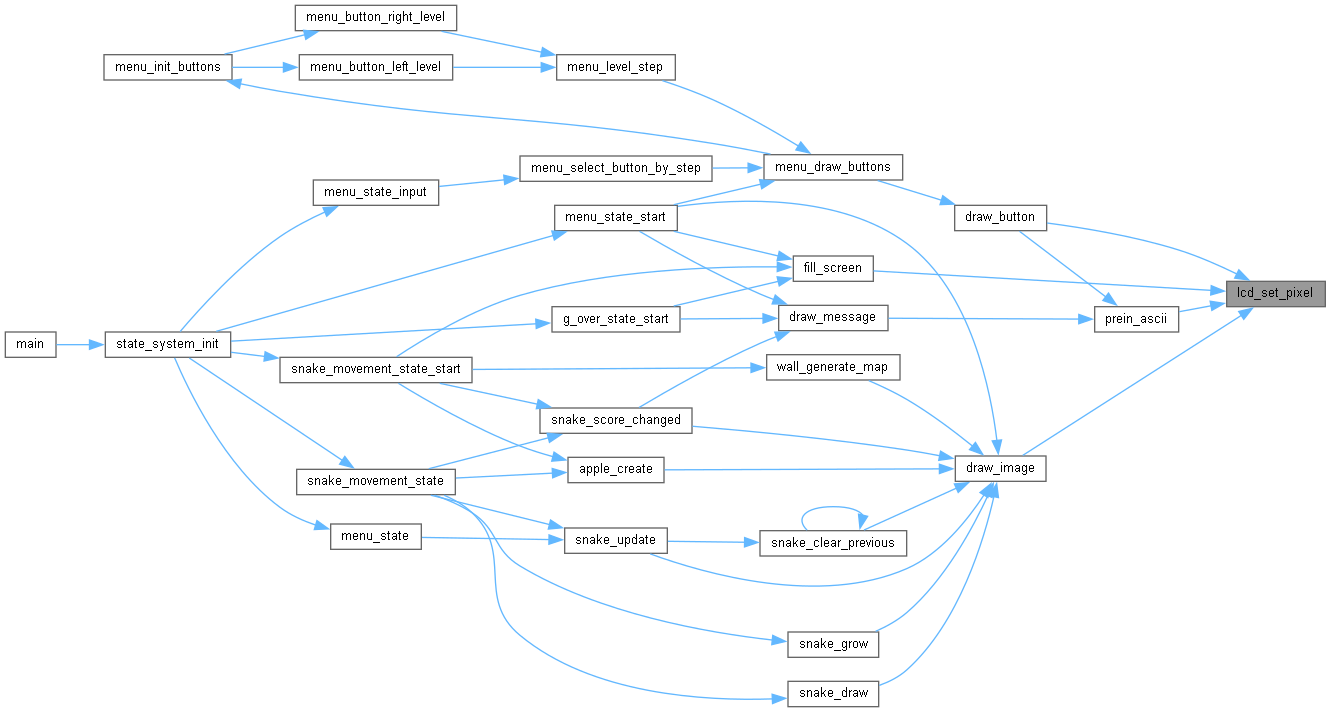 menu_button_right_level
menu_init_buttons
menu_button_left_level
menu_level_step
menu_select_button_by_step
menu_draw_buttons
menu_state_input
menu_state_start
draw_button
fill_screen
lcd_set_pixel
g_over_state_start
draw_message
prein_ascii
main
state_system_init
snake_movement_state_start
wall_generate_map
snake_score_changed
apple_create
draw_image
snake_movement_state
menu_state
snake_update
snake_clear_previous
snake_grow
snake_draw